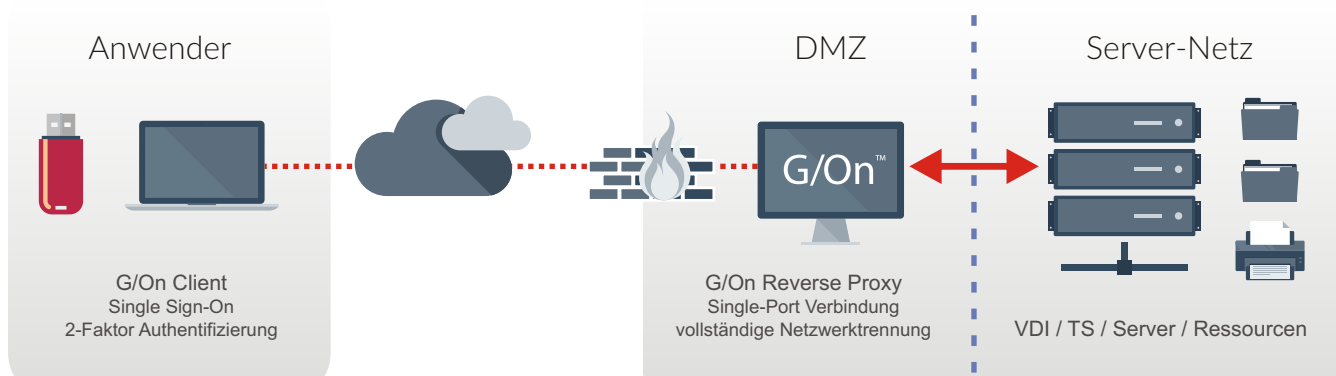 Anwender
DMZ
Server-Netz
G/On™
G/On Client
Single Sign-On
2-Faktor Authentifizierung
G/On Reverse Proxy
Single-Port Verbindung
vollständige Netzwerktrennung
VDI / TS / Server / Ressourcen